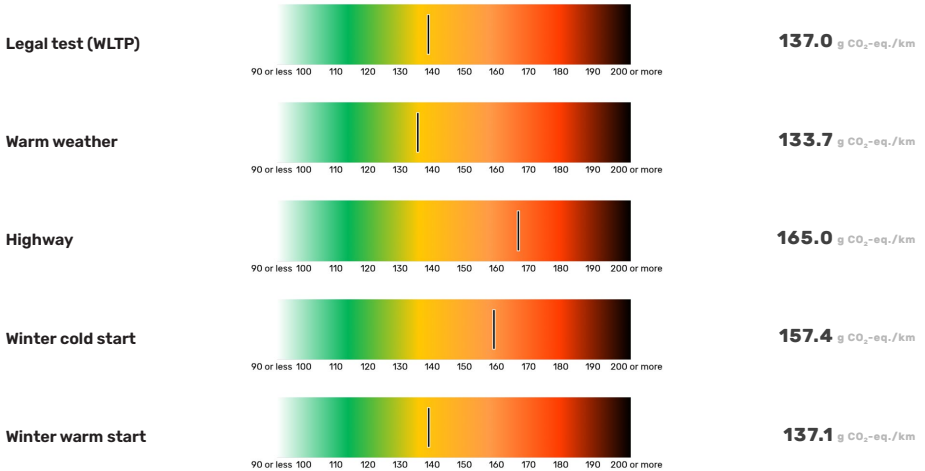 Legal test (WLTP)
137.0 g CO₂-eq./km
90 or less 100 110 120 130 140 150 160 170 180 190 200 or more
Warm weather
133.7 g CO₂-eq./km
90 or less 100 110 120 130 140 150 160 170 180 190 200 or more
Highway
165.0 g CO₂-eq./km
90 or less 100 110 120 130 140 150 160 170 180 190 200 or more
Winter cold start
157.4 g CO₂-eq./km
90 or less 100 110 120 130 140 150 160 170 180 190 200 or more
Winter warm start
137.1 g CO₂-eq./km
90 or less 100 110 120 130 140 150 160 170 180 190 200 or more